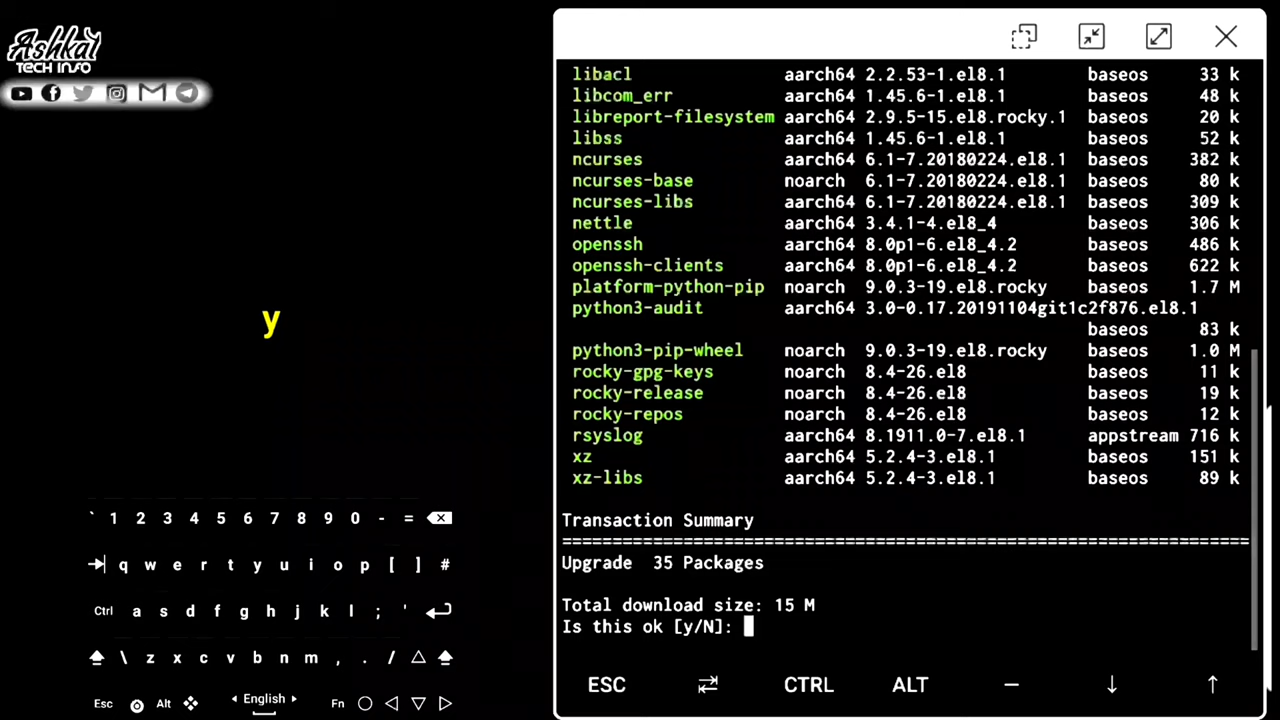 Ashkal
TECH INFO
y
` 1 2 3 4 5 6 7 8 9 0 - =
q w e r t y u i o p [ ] #
Ctrl a s d f g h j k l ; '
\ z x c v b n m , . /
Esc Alt English Fn
libacl aarch64 2.2.53-1.el8.1 baseos 33 k
libcom_err aarch64 1.45.6-1.el8.1 baseos 48 k
libreport-filesystem aarch64 2.9.5-15.el8.rocky.1 baseos 20 k
libss aarch64 1.45.6-1.el8.1 baseos 52 k
ncurses aarch64 6.1-7.20180224.el8.1 baseos 382 k
ncurses-base noarch 6.1-7.20180224.el8.1 baseos 80 k
ncurses-libs aarch64 6.1-7.20180224.el8.1 baseos 309 k
nettle aarch64 3.4.1-4.el8_4 baseos 306 k
openssh aarch64 8.0p1-6.el8_4.2 baseos 486 k
openssh-clients aarch64 8.0p1-6.el8_4.2 baseos 622 k
platform-python-pip noarch 9.0.3-19.el8.rocky baseos 1.7 M
python3-audit aarch64 3.0-0.17.20191104git1c2f876.el8.1
baseos 83 k
python3-pip-wheel noarch 9.0.3-19.el8.rocky baseos 1.0 M
rocky-gpg-keys noarch 8.4-26.el8 baseos 11 k
rocky-release noarch 8.4-26.el8 baseos 19 k
rocky-repos noarch 8.4-26.el8 baseos 12 k
rsyslog aarch64 8.1911.0-7.el8.1 appstream 716 k
xz aarch64 5.2.4-3.el8.1 baseos 151 k
xz-libs aarch64 5.2.4-3.el8.1 baseos 89 k
Transaction Summary
================================================================
Upgrade 35 Packages
Total download size: 15 M
Is this ok [y/N]:
ESC CTRL ALT —